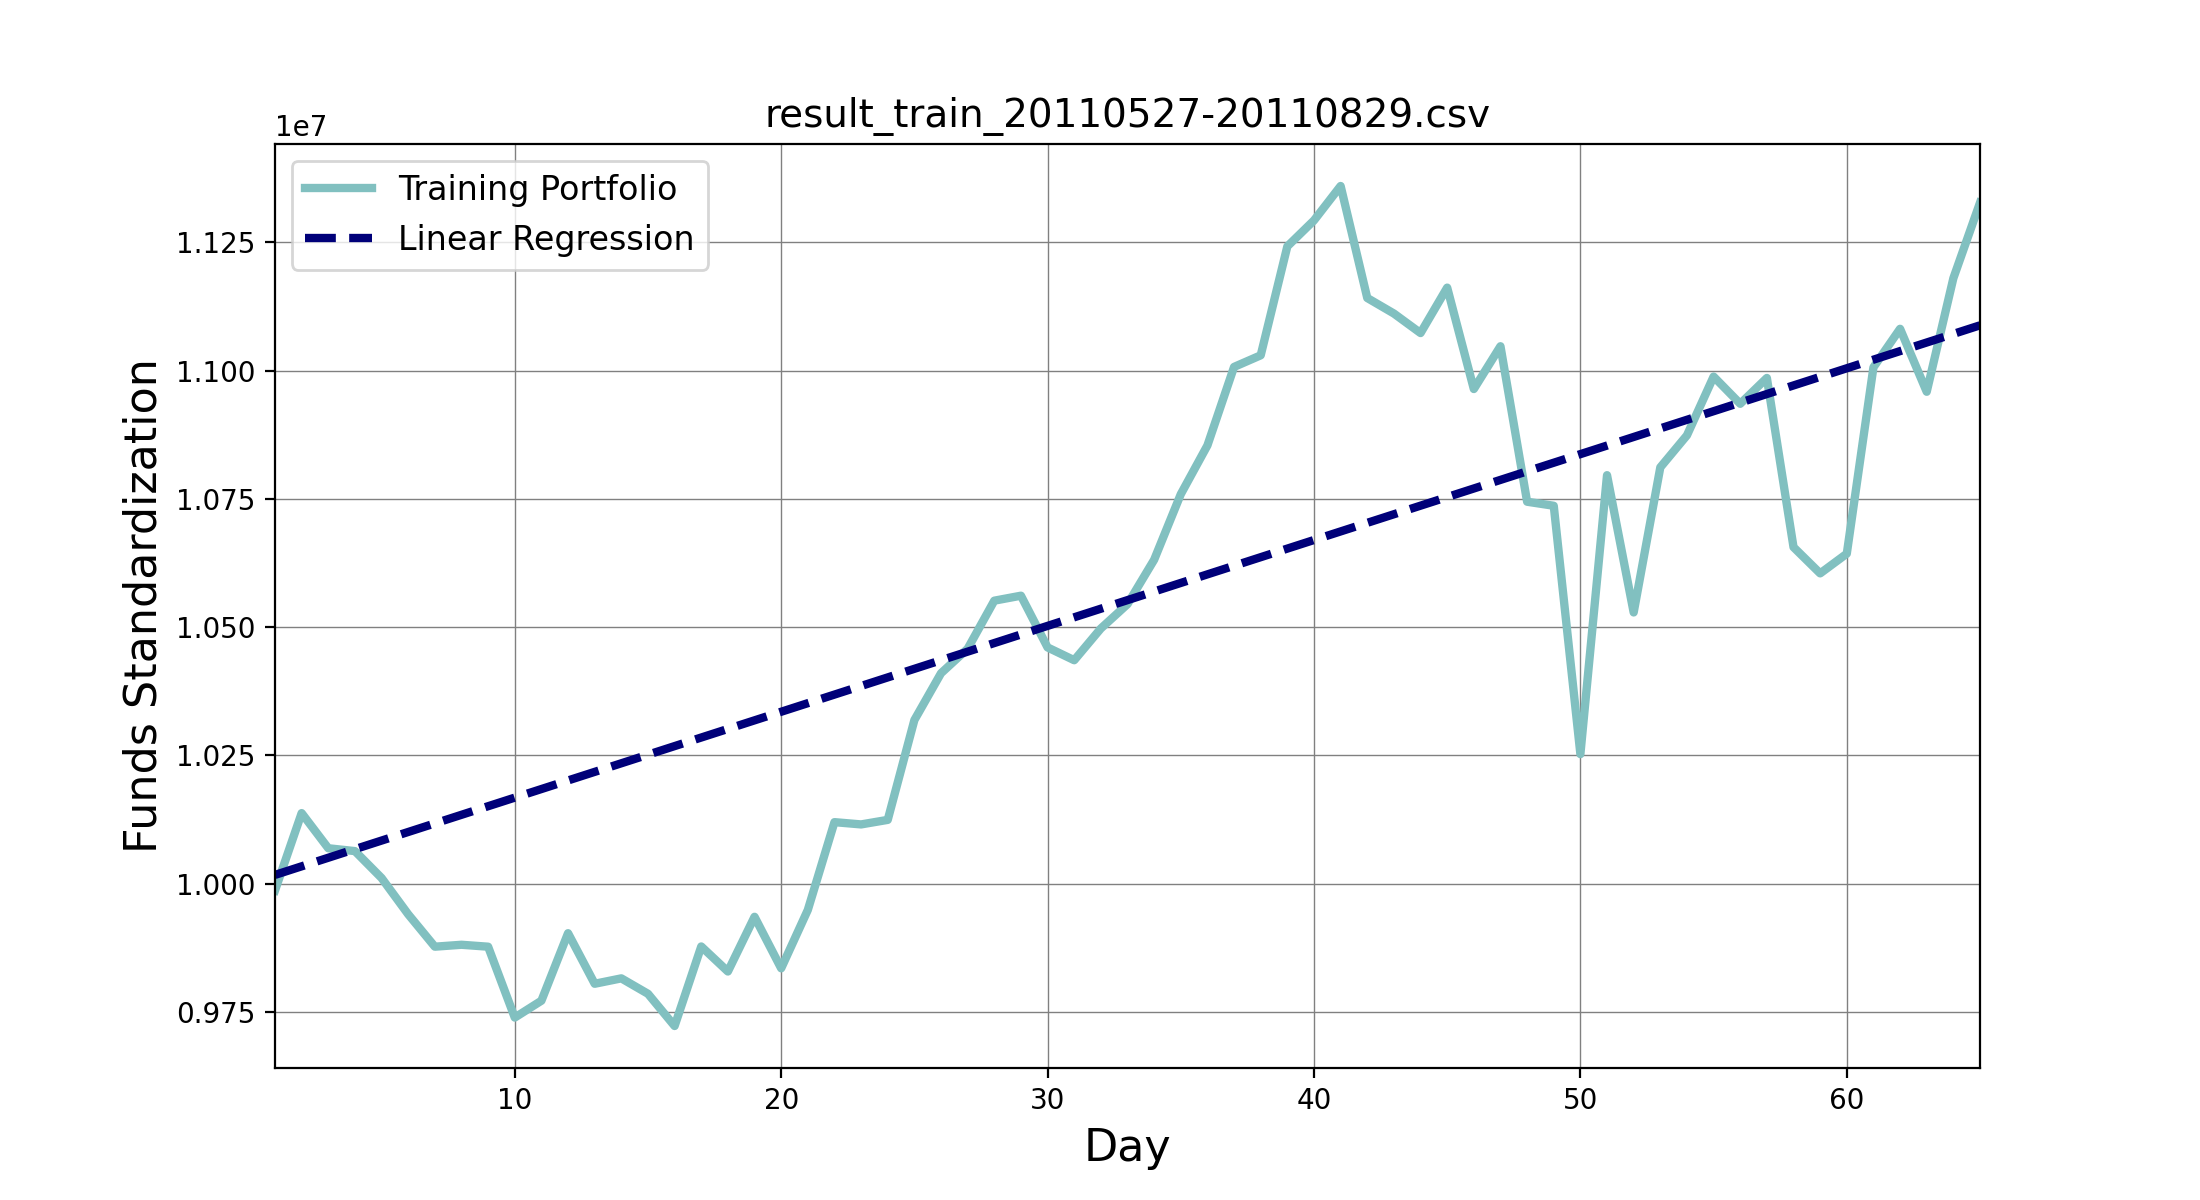 result_train_20110527-20110829.csv
1e7
Training Portfolio
Linear Regression
1.125
1.100
1.075
1.050
1.025
1.000
0.975
Funds Standardization
10 20 30 40 50 60
Day